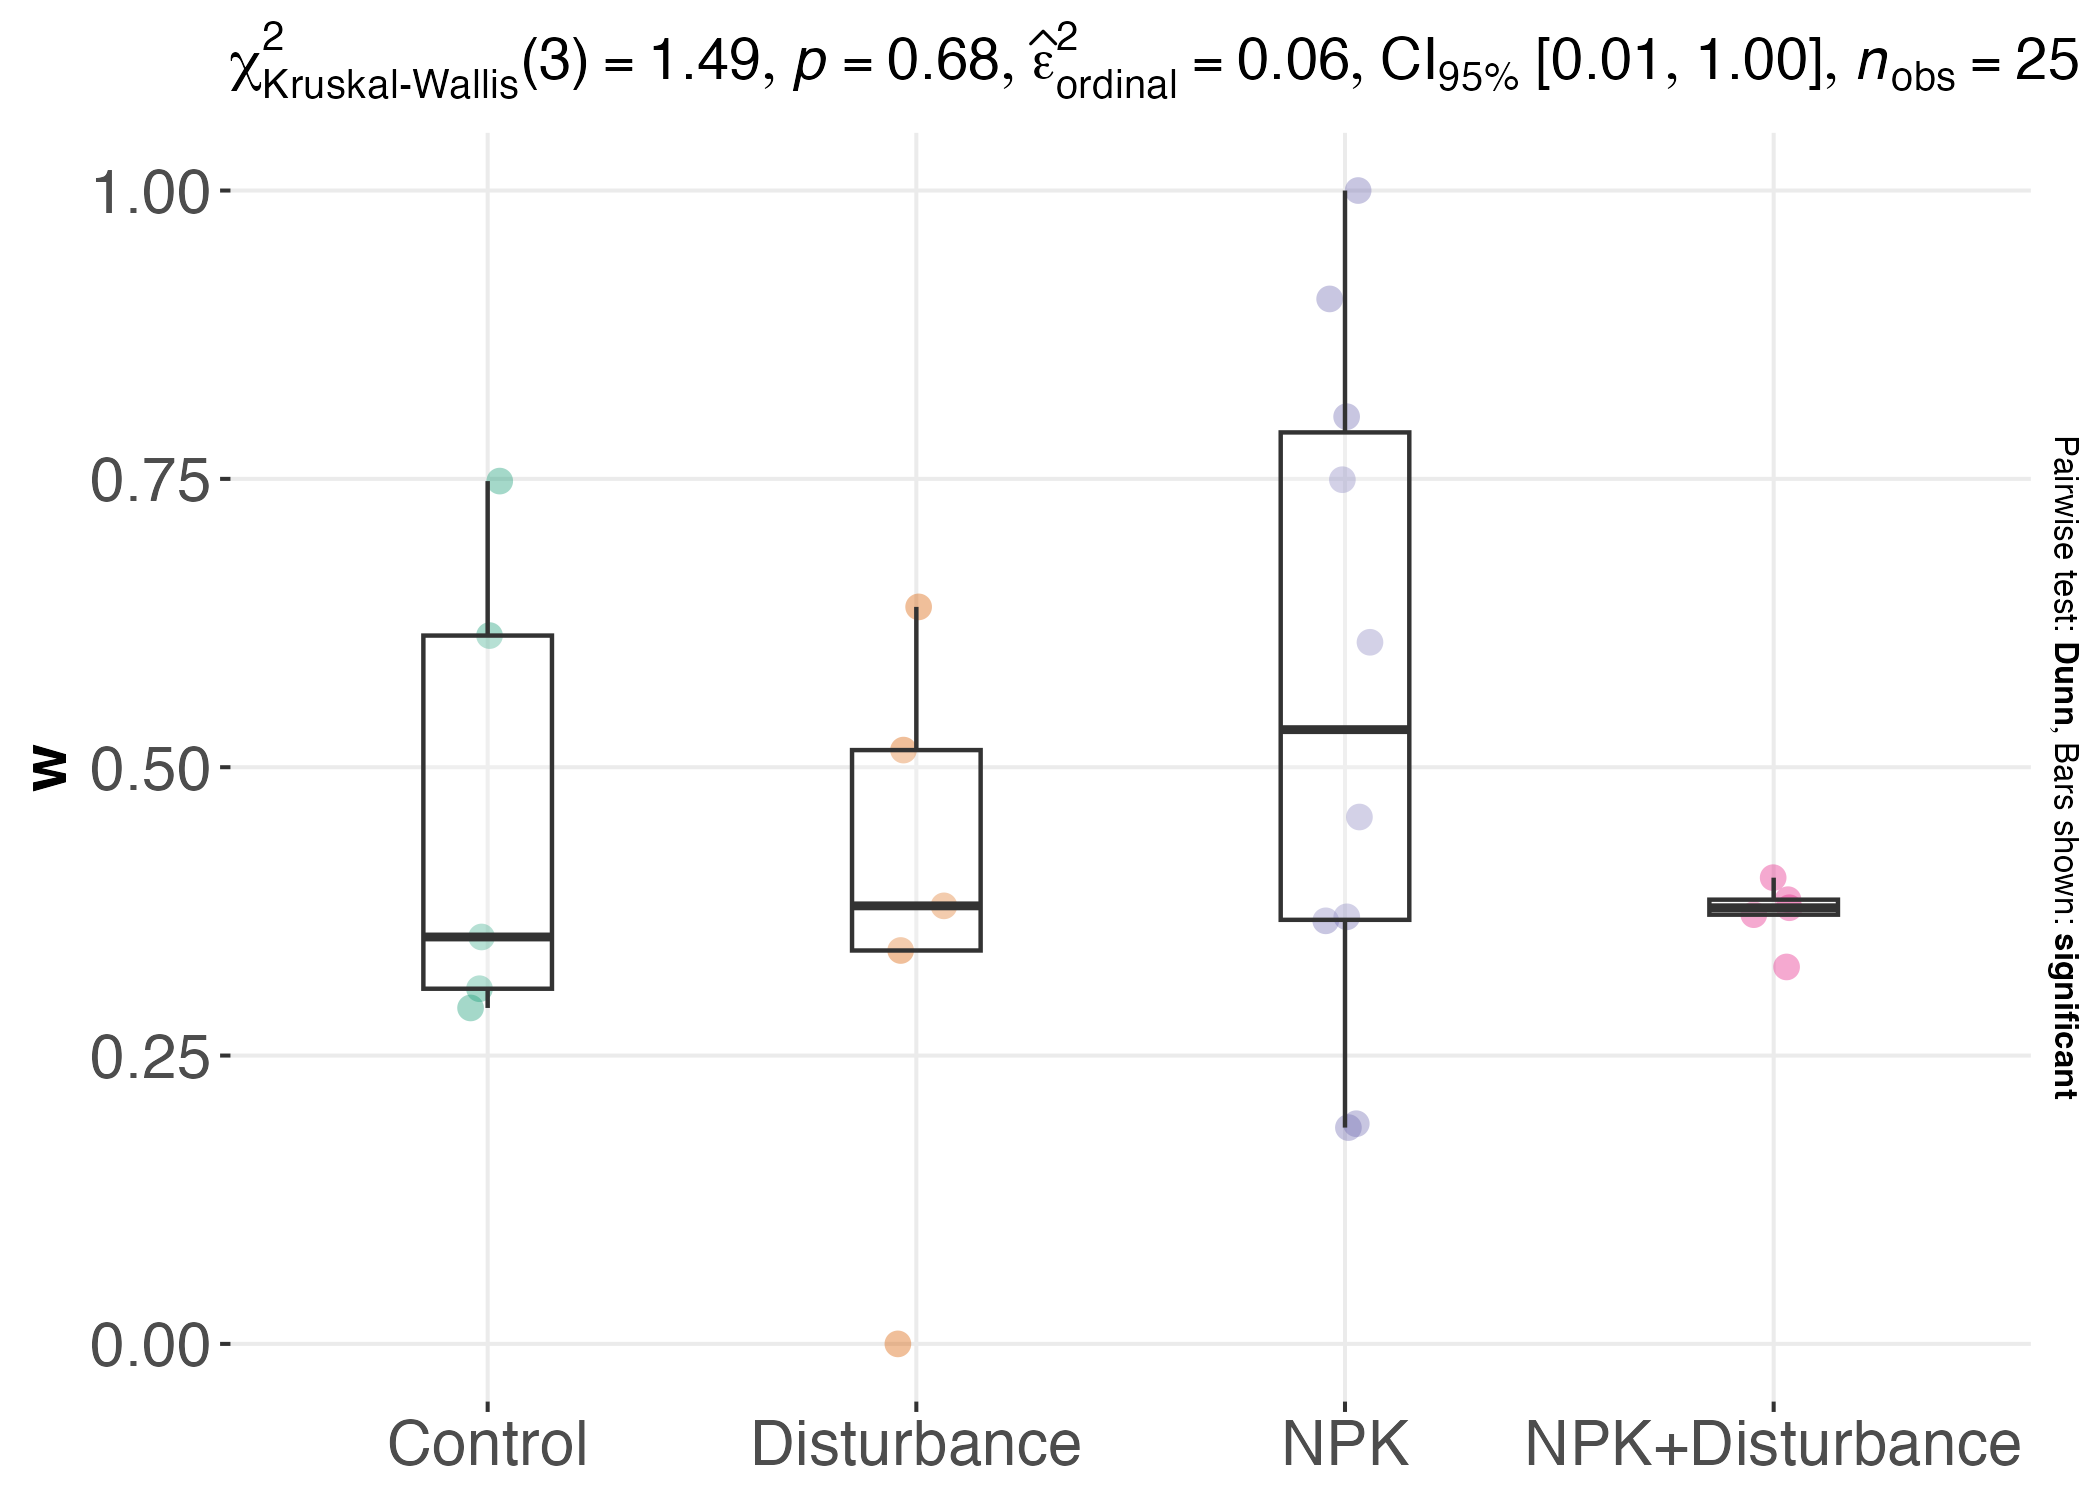 χ²Kruskal-Wallis(3) = 1.49, p = 0.68, ε̂²ordinal = 0.06, CI95% [0.01, 1.00], nobs = 25
1.00
0.75
0.50
0.25
0.00
w
Control Disturbance NPK NPK+Disturbance
Pairwise test: Dunn, Bars shown: significant